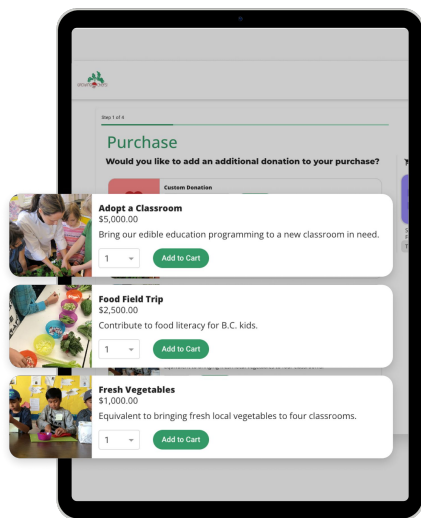 Step 1 of 4
Purchase
Would you like to add an additional donation to your purchase?
Custom Donation
Adopt a Classroom
$5,000.00
Bring our edible education programming to a new classroom in need.
1
Add to Cart
Food Field Trip
$2,500.00
Contribute to food literacy for B.C. kids.
1
Add to Cart
Fresh Vegetables
$1,000.00
Equivalent to bringing fresh local vegetables to four classrooms.
1
Add to Cart